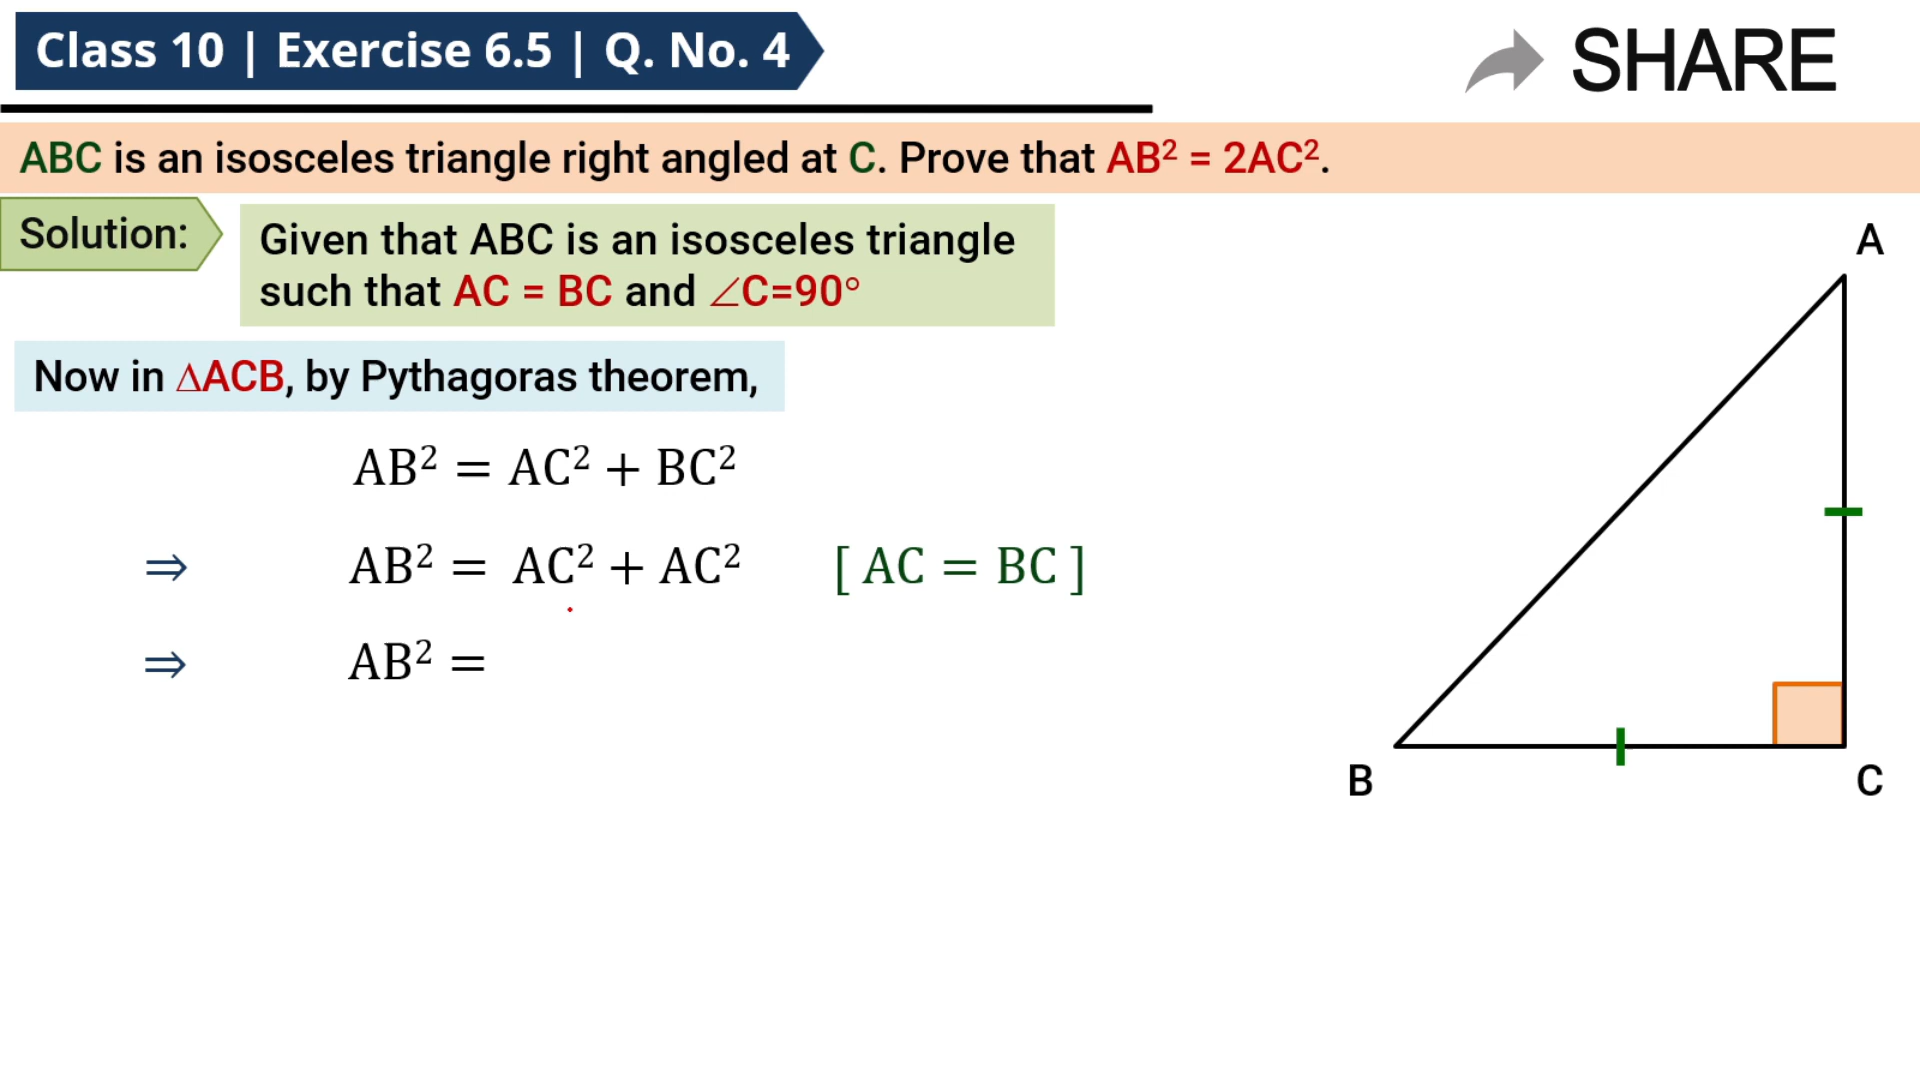 Class 10 | Exercise 6.5 | Q. No. 4
SHARE
ABC is an isosceles triangle right angled at C. Prove that AB² = 2AC².
Solution:
Given that ABC is an isosceles triangle
such that AC = BC and ∠C=90°
Now in ΔACB, by Pythagoras theorem,
AB² = AC² + BC²
⇒ AB² = AC² + AC² [ AC = BC ]
⇒ AB² =
A
B
C